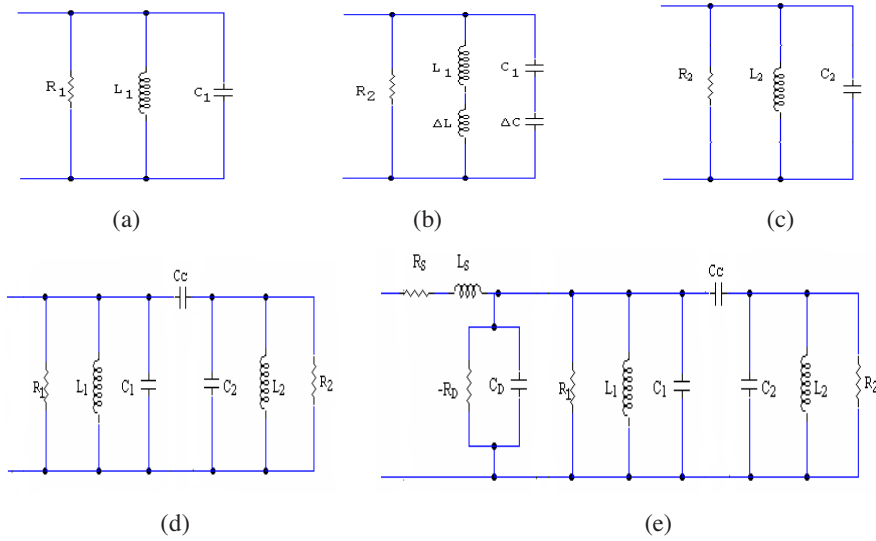 R1 L1 C1
R2 L1 C1
ΔL ΔC
R2 L2 C2
(a) (b) (c)
Cc
R1 L1 C1 C2 L2 R2
RS LS Cc
-RD CD R1 L1 C1 C2 L2 R2
(d) (e)